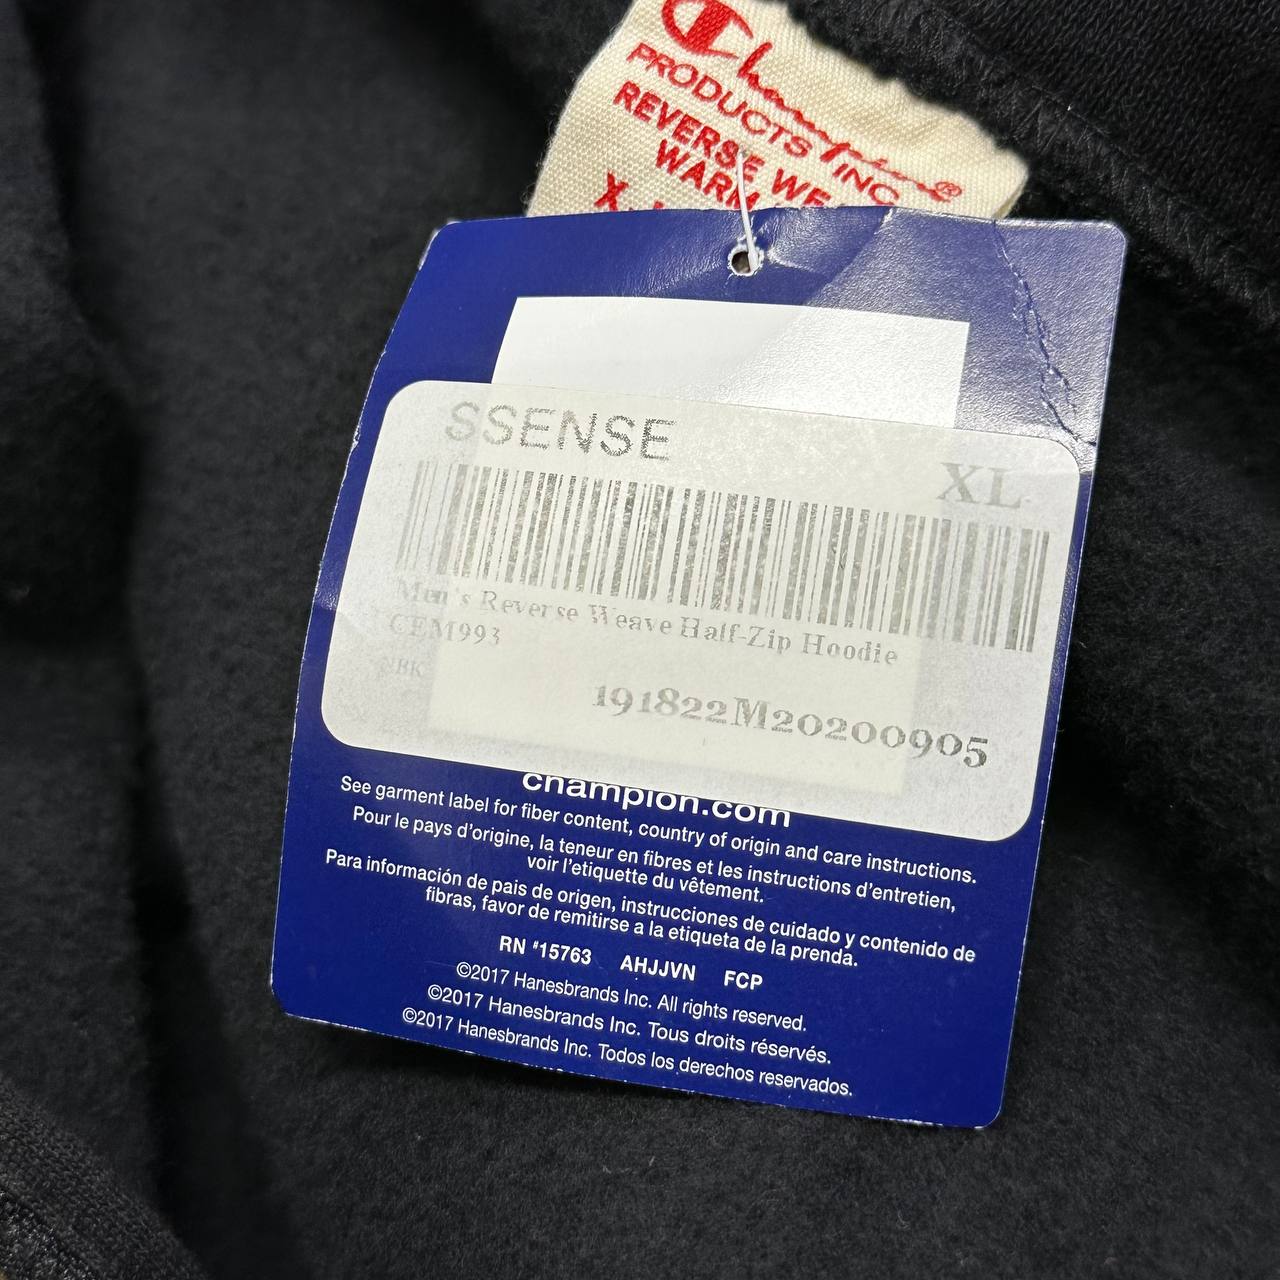 Champion®
PRODUCTS INC
REVERSE WE
WARM
X-
SSENSE
XL
Men's Reverse Weave Half-Zip Hoodie
CEM993
NBK
191822M20200905
champion.com
See garment label for fiber content, country of origin and care instructions.
Pour le pays d'origine, la teneur en fibres et les instructions d'entretien,
voir l'etiquette du vêtement.
Para información de pais de origen, instrucciones de cuidado y contenido de
fibras, favor de remitirse a la etiqueta de la prenda.
RN #15763 AHJJVN FCP
©2017 Hanesbrands Inc. All rights reserved.
©2017 Hanesbrands Inc. Tous droits réservés.
©2017 Hanesbrands Inc. Todos los derechos reservados.